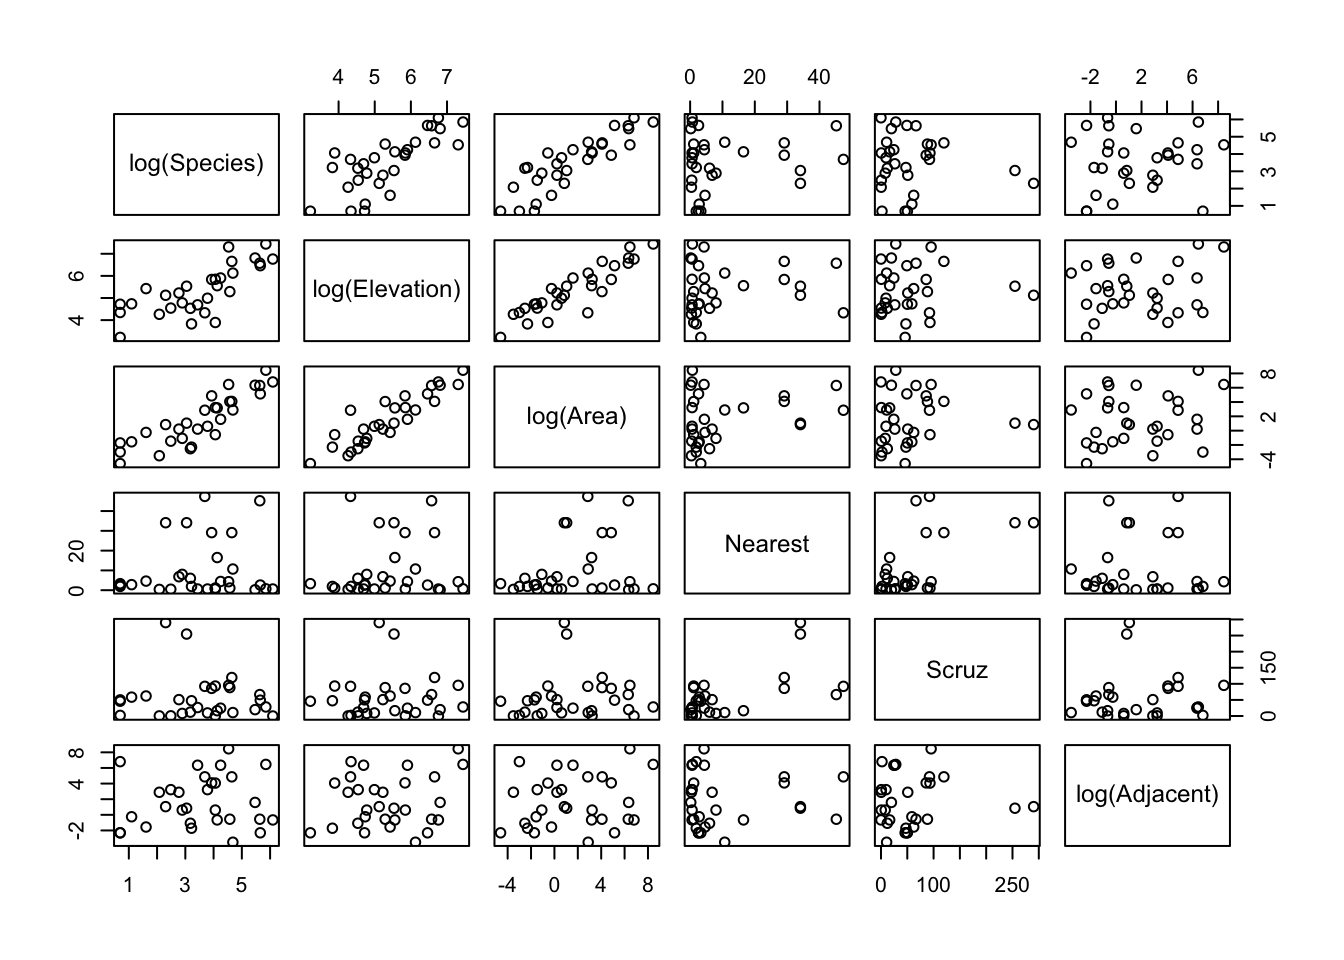 4 5 6 7
0 20 40
-2 2 6
log(Species)
1 3 5
4 6
log(Elevation)
log(Area)
-4 2 8
0 20
Nearest
Scruz
0 150
-2 4 8
log(Adjacent)
1 3 5
-4 0 4 8
0 100 250